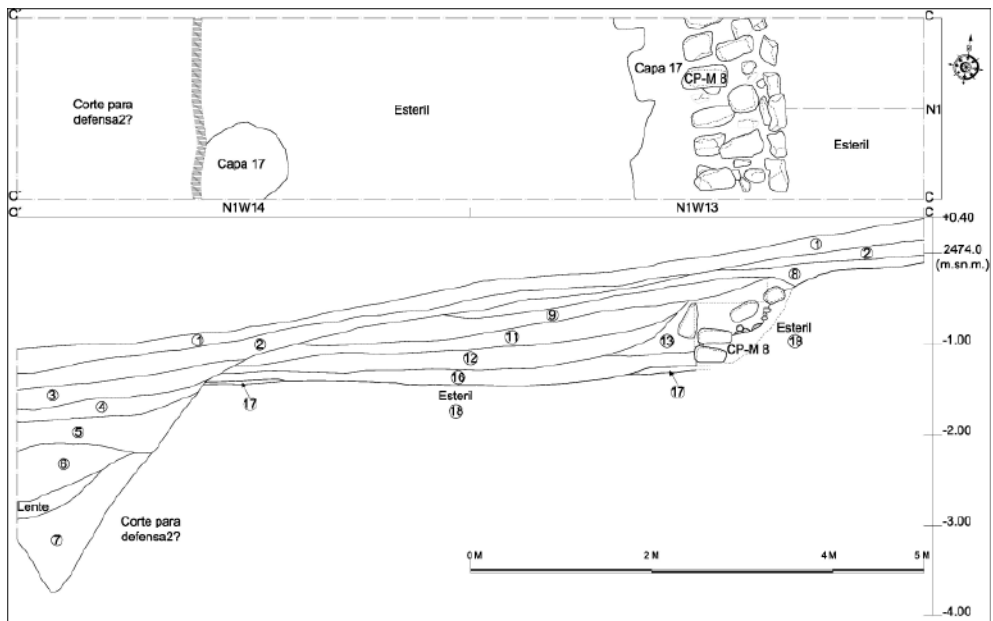 C´ C
Capa 17
CP-M 8
Corte para
defensa2?
Esteril
N1
Capa 17
Esteril
C´ C
C´ N1W14 N1W13 C
+0.40
1
2
2474.0
(m.sn.m.)
8
9
Esteril
1
2
11
13
18
-1.00
CP-M 8
12
16
3
17
Esteril
17
4
18
5
-2.00
6
Lente
Corte para
defensa2?
-3.00
7
0 M 2 M 4 M 5 M
-4.00